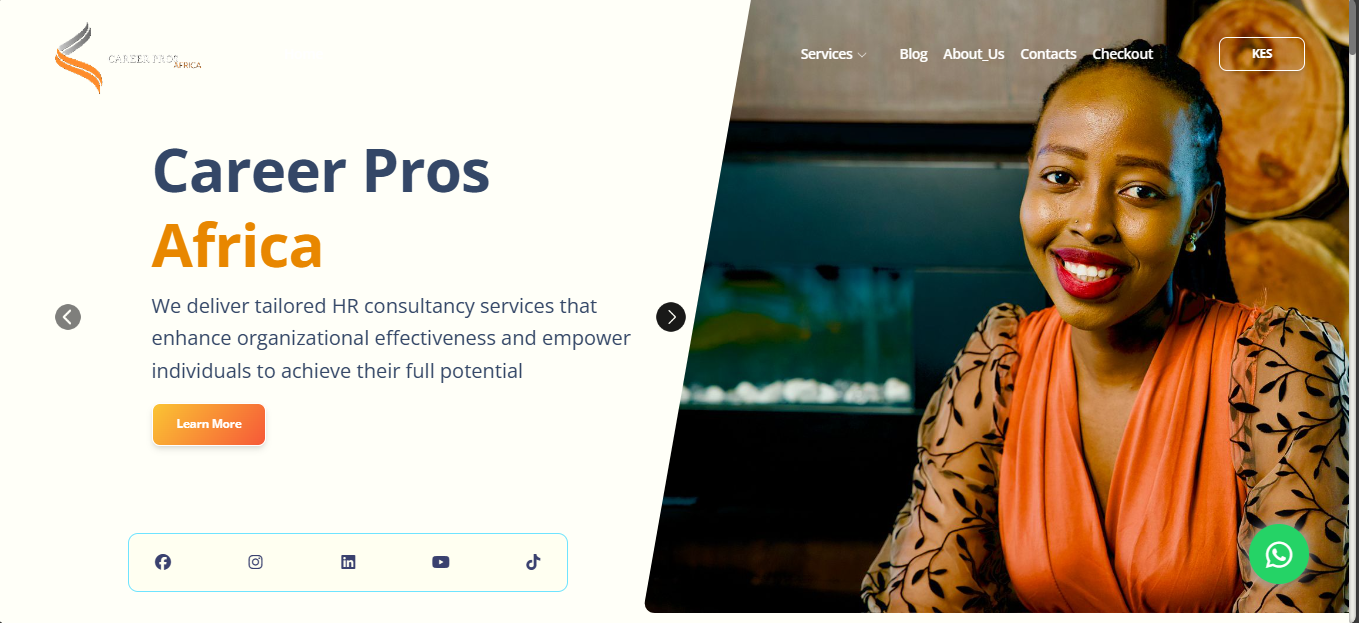 CAREER PROS
AFRICA
Services
Blog
About_Us
Contacts
Checkout
KES
Career Pros
Africa
We deliver tailored HR consultancy services that
enhance organizational effectiveness and empower
individuals to achieve their full potential
Learn More